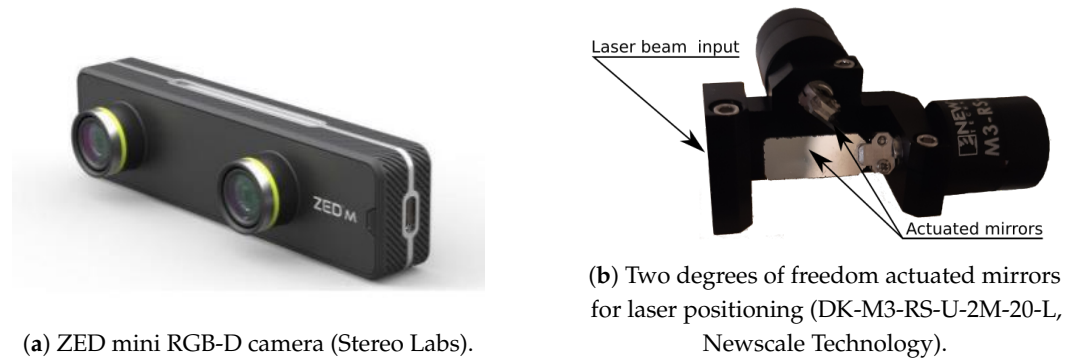 Laser beam input
ZED M
NEW
M3-RS
Actuated mirrors
(a) ZED mini RGB-D camera (Stereo Labs).
(b) Two degrees of freedom actuated mirrors
for laser positioning (DK-M3-RS-U-2M-20-L,
Newscale Technology).